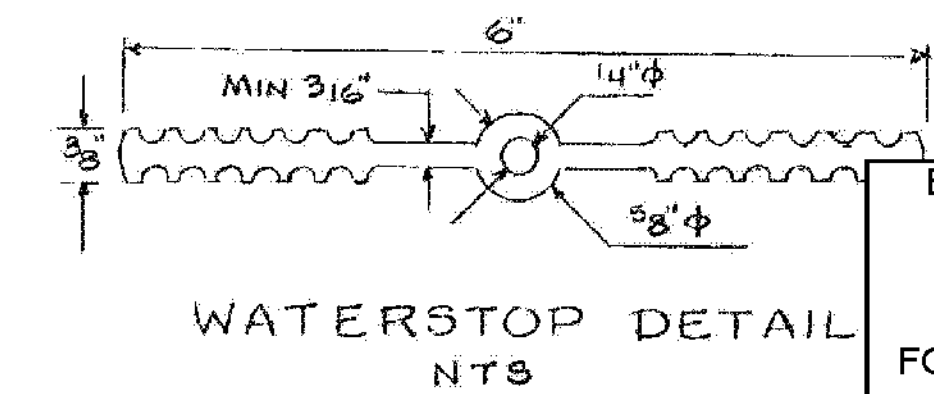 6"
MIN 3/16"
1/4"ϕ
3/8"
5/8"ϕ
WATERSTOP DETAIL
NTS